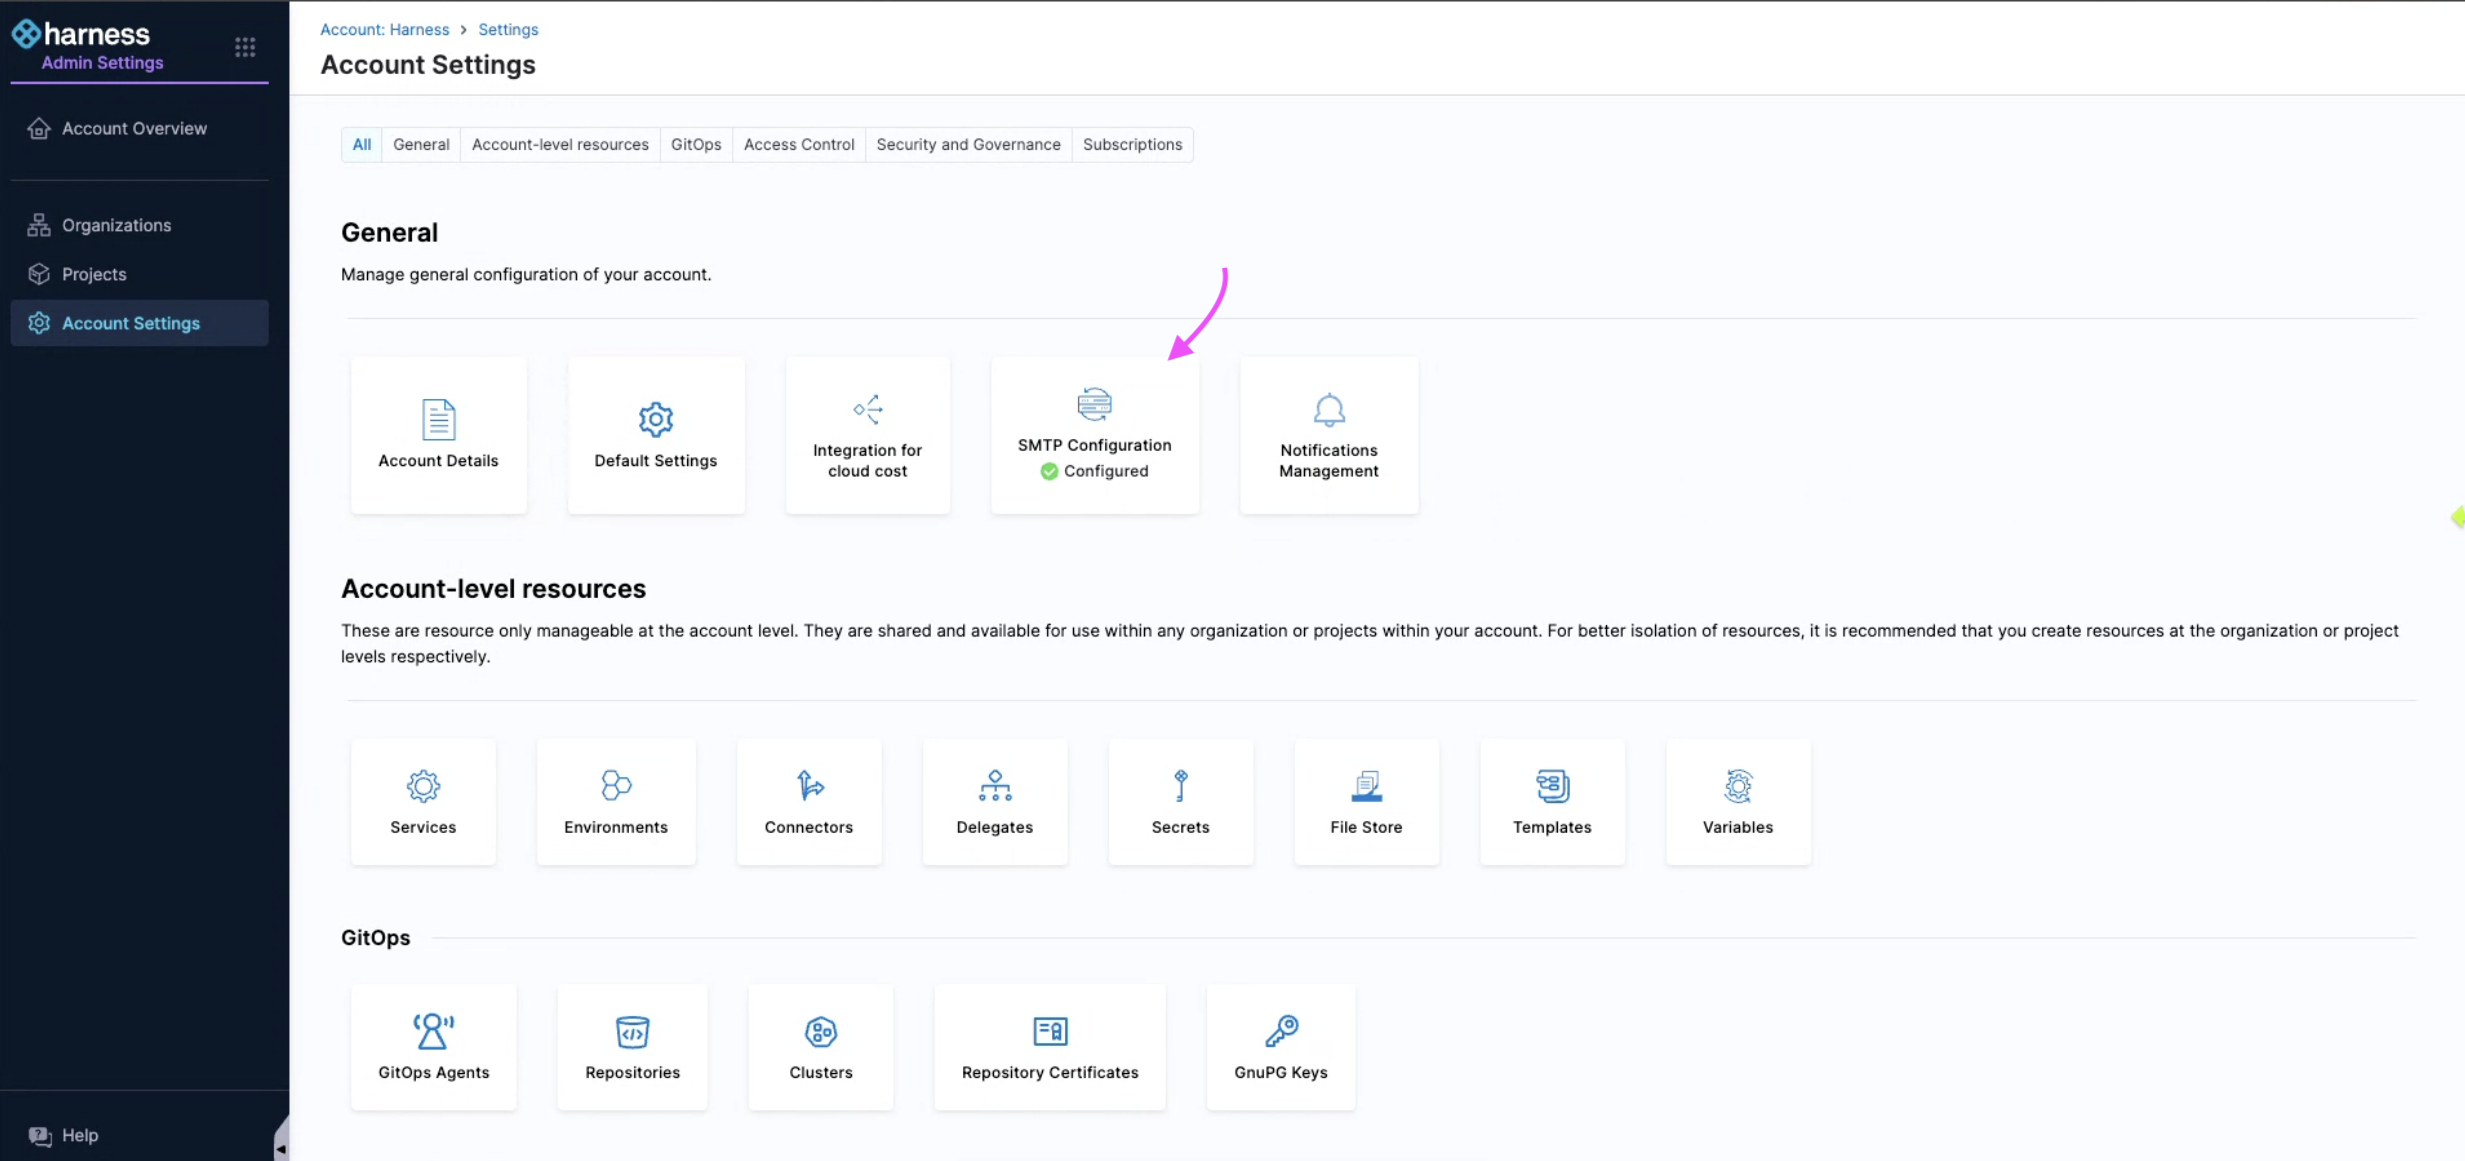 harness
Admin Settings
Account Overview
Organizations
Projects
Account Settings
Help
Account: Harness > Settings
Account Settings
All
General
Account-level resources
GitOps
Access Control
Security and Governance
Subscriptions
General
Manage general configuration of your account.
Account Details
Default Settings
Integration for
cloud cost
SMTP Configuration
Configured
Notifications
Management
Account-level resources
These are resource only manageable at the account level. They are shared and available for use within any organization or projects within your account. For better isolation of resources, it is recommended that you create resources at the organization or project
levels respectively.
Services
Environments
Connectors
Delegates
Secrets
File Store
Templates
Variables
GitOps
GitOps Agents
Repositories
Clusters
Repository Certificates
GnuPG Keys